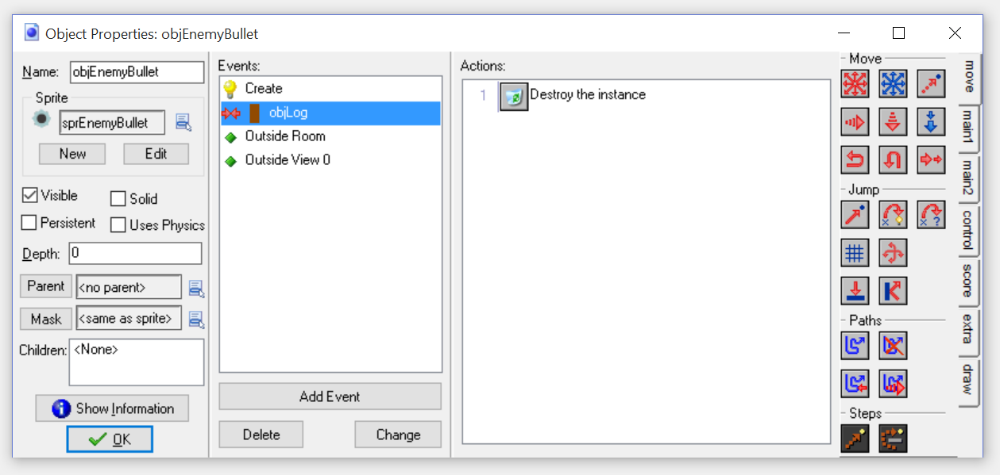 Object Properties: objEnemyBullet
Name: objEnemyBullet
Sprite
sprEnemyBullet
New Edit
Visible Solid
Persistent Uses Physics
Depth: 0
Parent <no parent>
Mask <same as sprite>
Children: <None>
Show Information
OK
Events:
Create
objLog
Outside Room
Outside View 0
Add Event
Delete Change
Actions:
1 Destroy the instance
Move
Jump
Paths
Steps
move
main1
main2
control
score
extra
draw